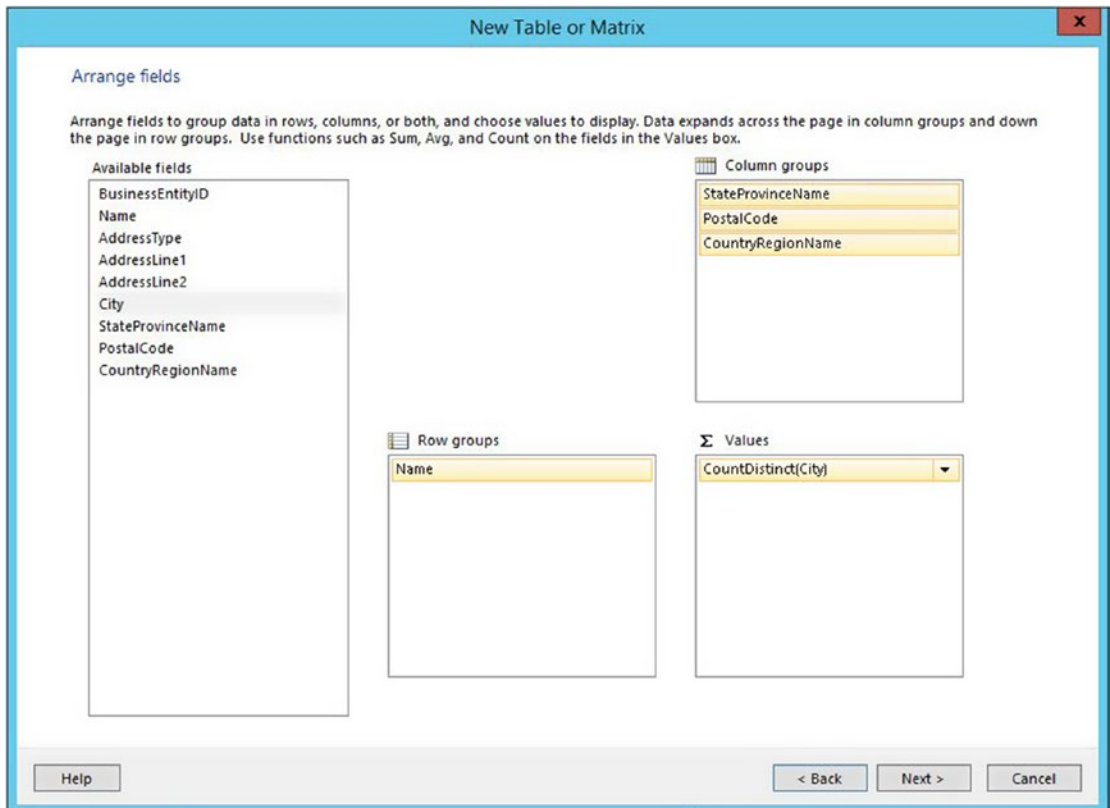 New Table or Matrix
x
Arrange fields
Arrange fields to group data in rows, columns, or both, and choose values to display. Data expands across the page in column groups and down
the page in row groups. Use functions such as Sum, Avg, and Count on the fields in the Values box.
Available fields
BusinessEntityID
Name
AddressType
AddressLine1
AddressLine2
City
StateProvinceName
PostalCode
CountryRegionName
Column groups
StateProvinceName
PostalCode
CountryRegionName
Row groups
Name
Σ Values
CountDistinct(City)
Help
< Back
Next >
Cancel